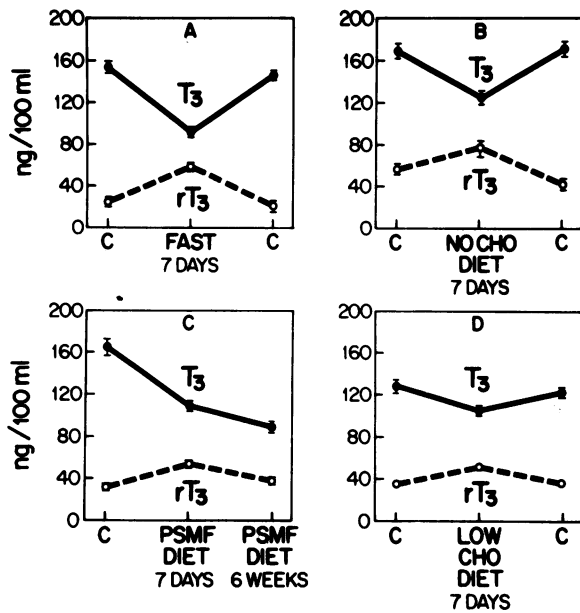 200
160
120
80
40
0
ng/100 ml
A
T3
rT3
C
FAST
7 DAYS
C
200
160
120
80
40
0
B
T3
rT3
C
NO CHO
DIET
7 DAYS
C
200
160
120
80
40
0
ng/100 ml
C
T3
rT3
C
PSMF
DIET
7 DAYS
PSMF
DIET
6 WEEKS
200
160
120
80
40
0
D
T3
rT3
C
LOW
CHO
DIET
7 DAYS
C